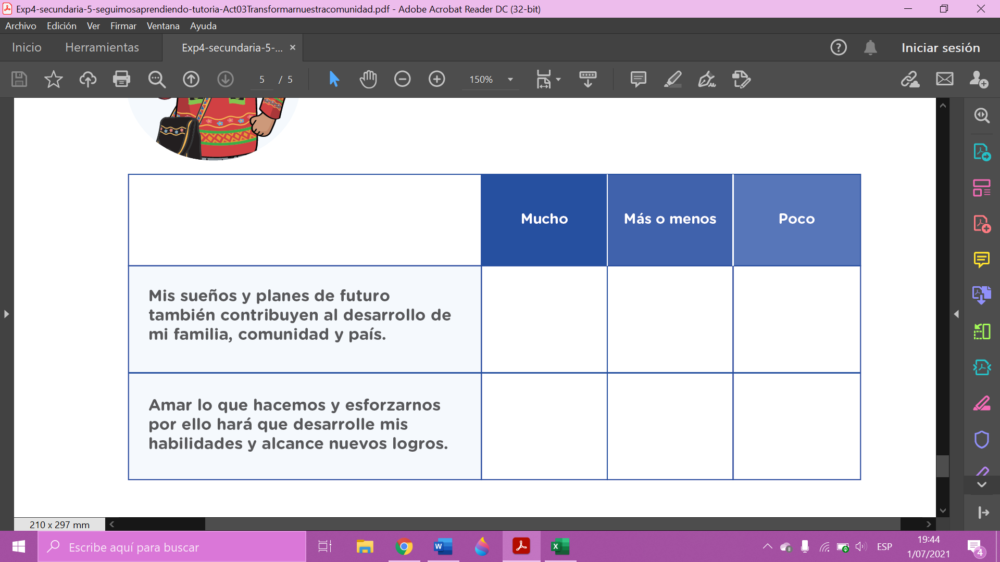 Exp4-secundaria-5-seguimosaprendiendo-tutoria-Act03Transformarnuestracomunidad.pdf - Adobe Acrobat Reader DC (32-bit)
Archivo Edición Ver Firmar Ventana Ayuda
Inicio Herramientas Exp4-secundaria-5-... × Iniciar sesión
5 / 5 150%
Mucho Más o menos Poco
Mis sueños y planes de futuro
también contribuyen al desarrollo de
mi familia, comunidad y país.
Amar lo que hacemos y esforzarnos
por ello hará que desarrolle mis
habilidades y alcance nuevos logros.
210 x 297 mm
Escribe aquí para buscar
ESP
19:44
1/07/2021
4